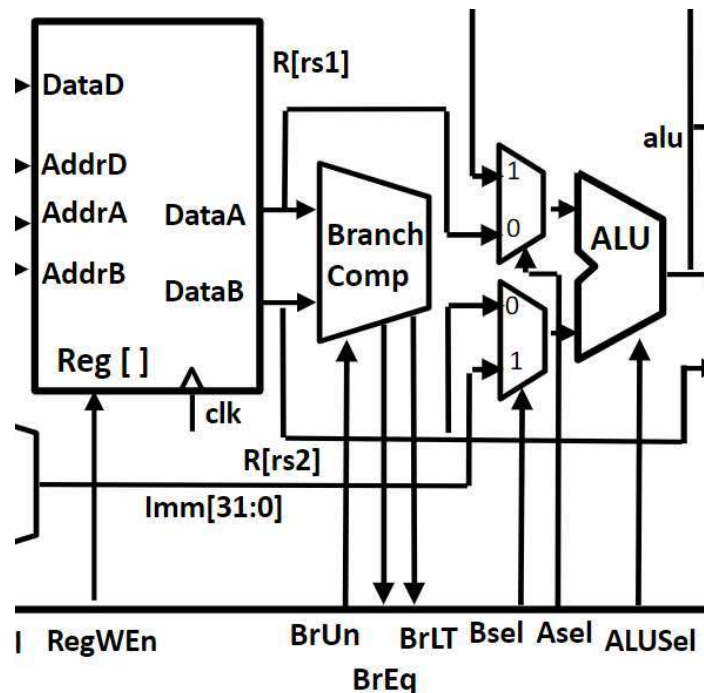 R[rs1]
DataD
alu
AddrD
1
AddrA
DataA
0
Branch
Comp
ALU
AddrB
DataB
0
1
Reg [ ]
clk
R[rs2]
Imm[31:0]
l RegWEn BrUn BrLT Bsel Asel ALUSel
BrEq